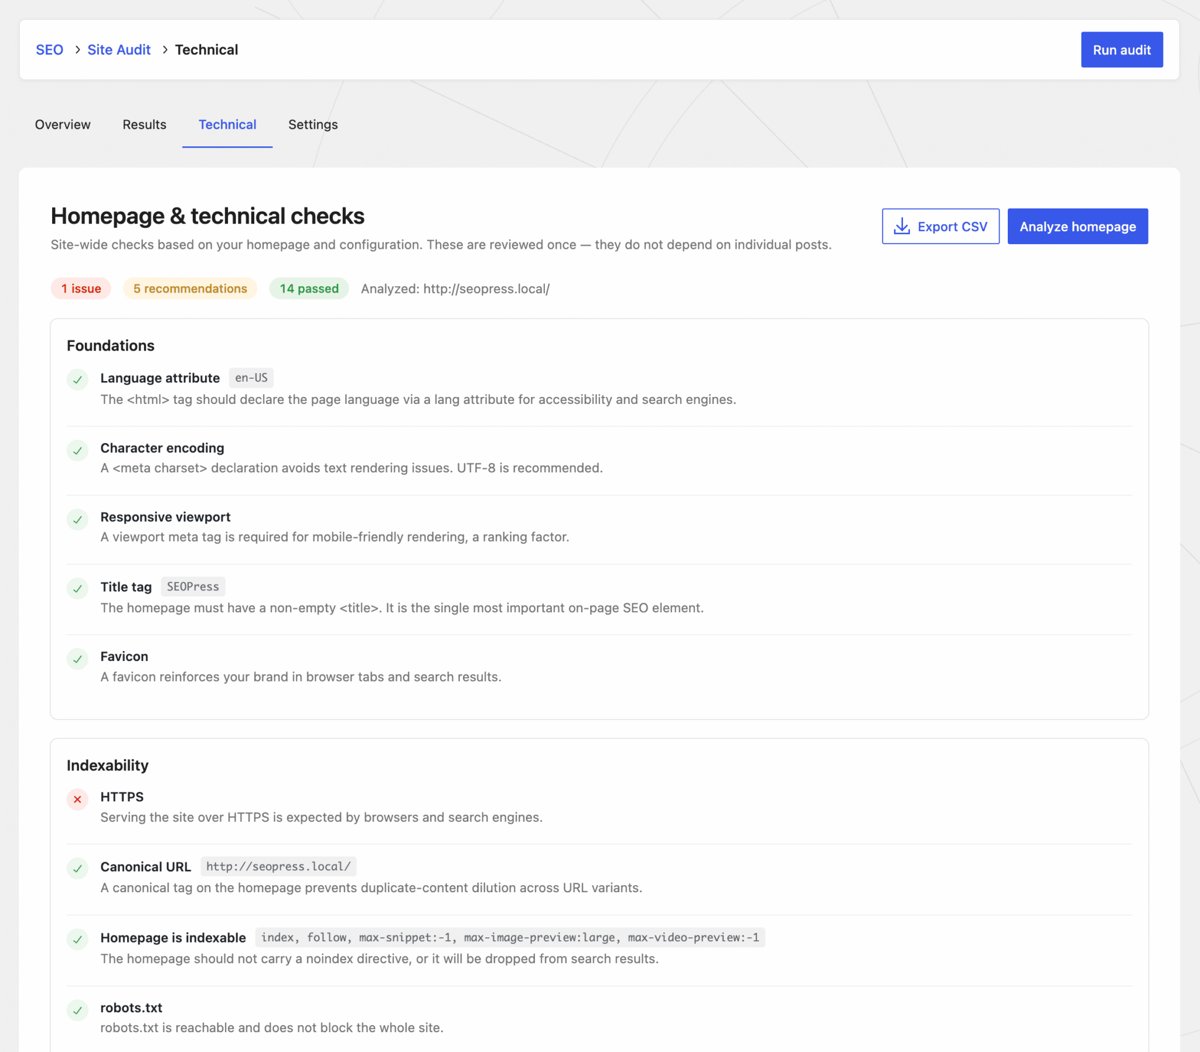 SEO > Site Audit > Technical
Run audit
Overview
Results
Technical
Settings
Homepage & technical checks
Site-wide checks based on your homepage and configuration. These are reviewed once — they do not depend on individual posts.
Export CSV
Analyze homepage
1 issue
5 recommendations
14 passed
Analyzed: http://seopress.local/
Foundations
Language attribute en-US
The <html> tag should declare the page language via a lang attribute for accessibility and search engines.
Character encoding
A <meta charset> declaration avoids text rendering issues. UTF-8 is recommended.
Responsive viewport
A viewport meta tag is required for mobile-friendly rendering, a ranking factor.
Title tag SEOPress
The homepage must have a non-empty <title>. It is the single most important on-page SEO element.
Favicon
A favicon reinforces your brand in browser tabs and search results.
Indexability
HTTPS
Serving the site over HTTPS is expected by browsers and search engines.
Canonical URL http://seopress.local/
A canonical tag on the homepage prevents duplicate-content dilution across URL variants.
Homepage is indexable index, follow, max-snippet:-1, max-image-preview:large, max-video-preview:-1
The homepage should not carry a noindex directive, or it will be dropped from search results.
robots.txt
robots.txt is reachable and does not block the whole site.